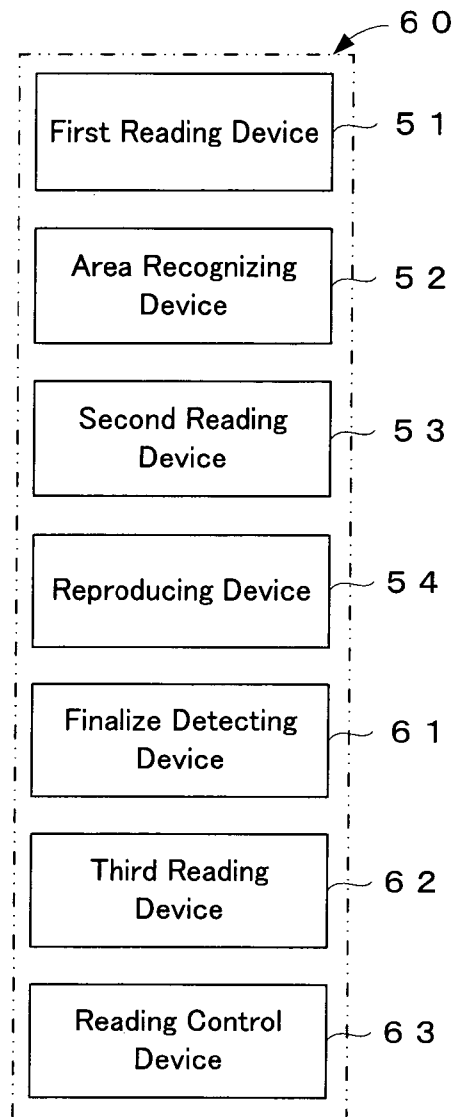 ６０
First Reading Device
５１
Area Recognizing
Device
５２
Second Reading
Device
５３
Reproducing Device
５４
Finalize Detecting
Device
６１
Third Reading
Device
６２
Reading Control
Device
６３